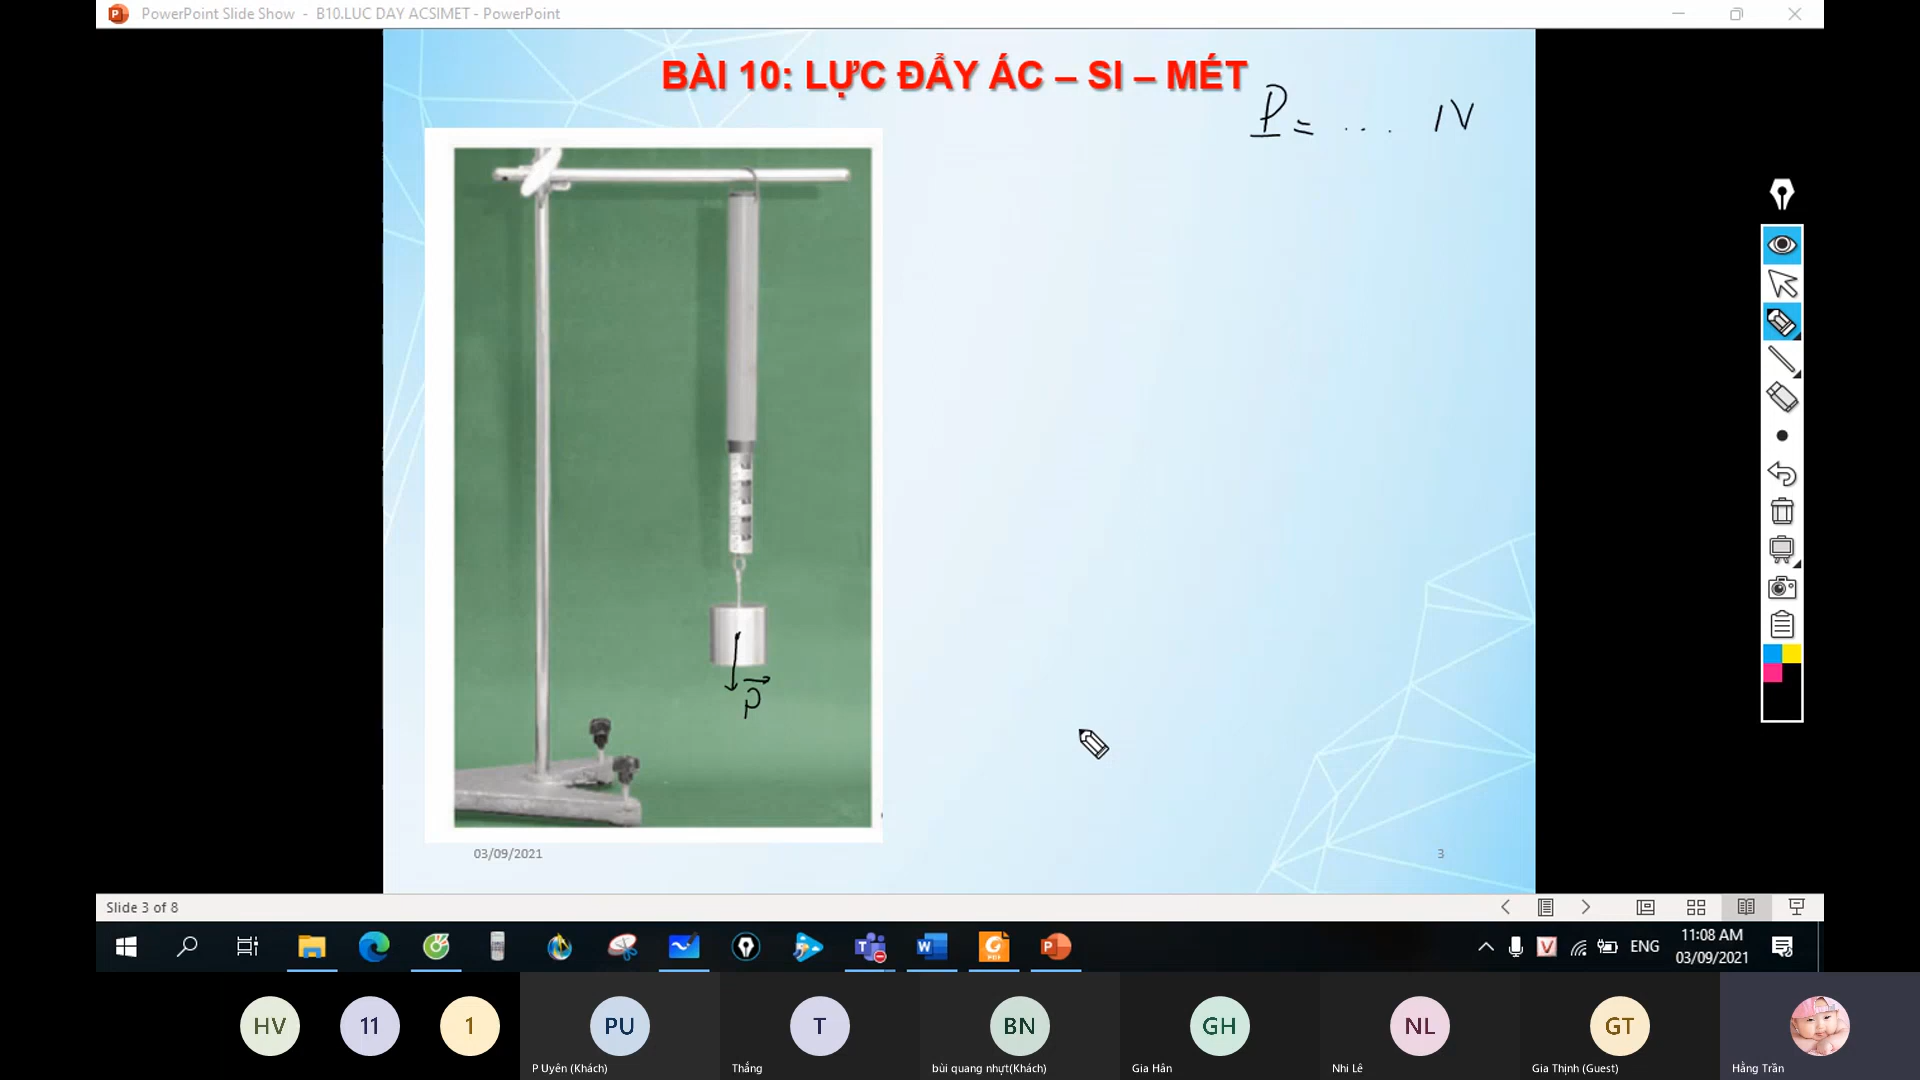 PowerPoint Slide Show - B10.LUC DAY ACSIMET - PowerPoint
BÀI 10: LỰC ĐẨY ÁC – SI – MÉT
P = ... N
P
03/09/2021
3
Slide 3 of 8
ENG
11:08 AM
03/09/2021
HV
11
1
PU
T
BN
GH
NL
GT
P Uyên (Khách)
Thắng
bùi quang nhựt(Khách)
Gia Hân
Nhi Lê
Gia Thịnh (Guest)
Hằng Trần